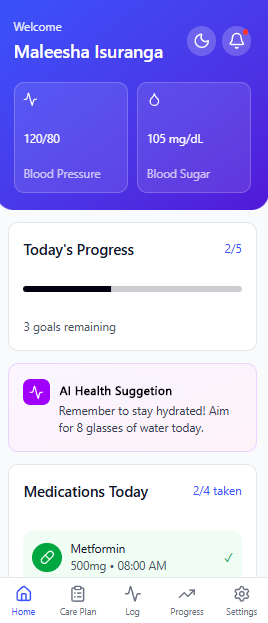 Welcome
Maleesha Isuranga
120/80
Blood Pressure
105 mg/dL
Blood Sugar
Today's Progress
2/5
3 goals remaining
AI Health Suggetion
Remember to stay hydrated! Aim
for 8 glasses of water today.
Medications Today
2/4 taken
Metformin
500mg • 08:00 AM
✓
Home
Care Plan
Log
Progress
Settings